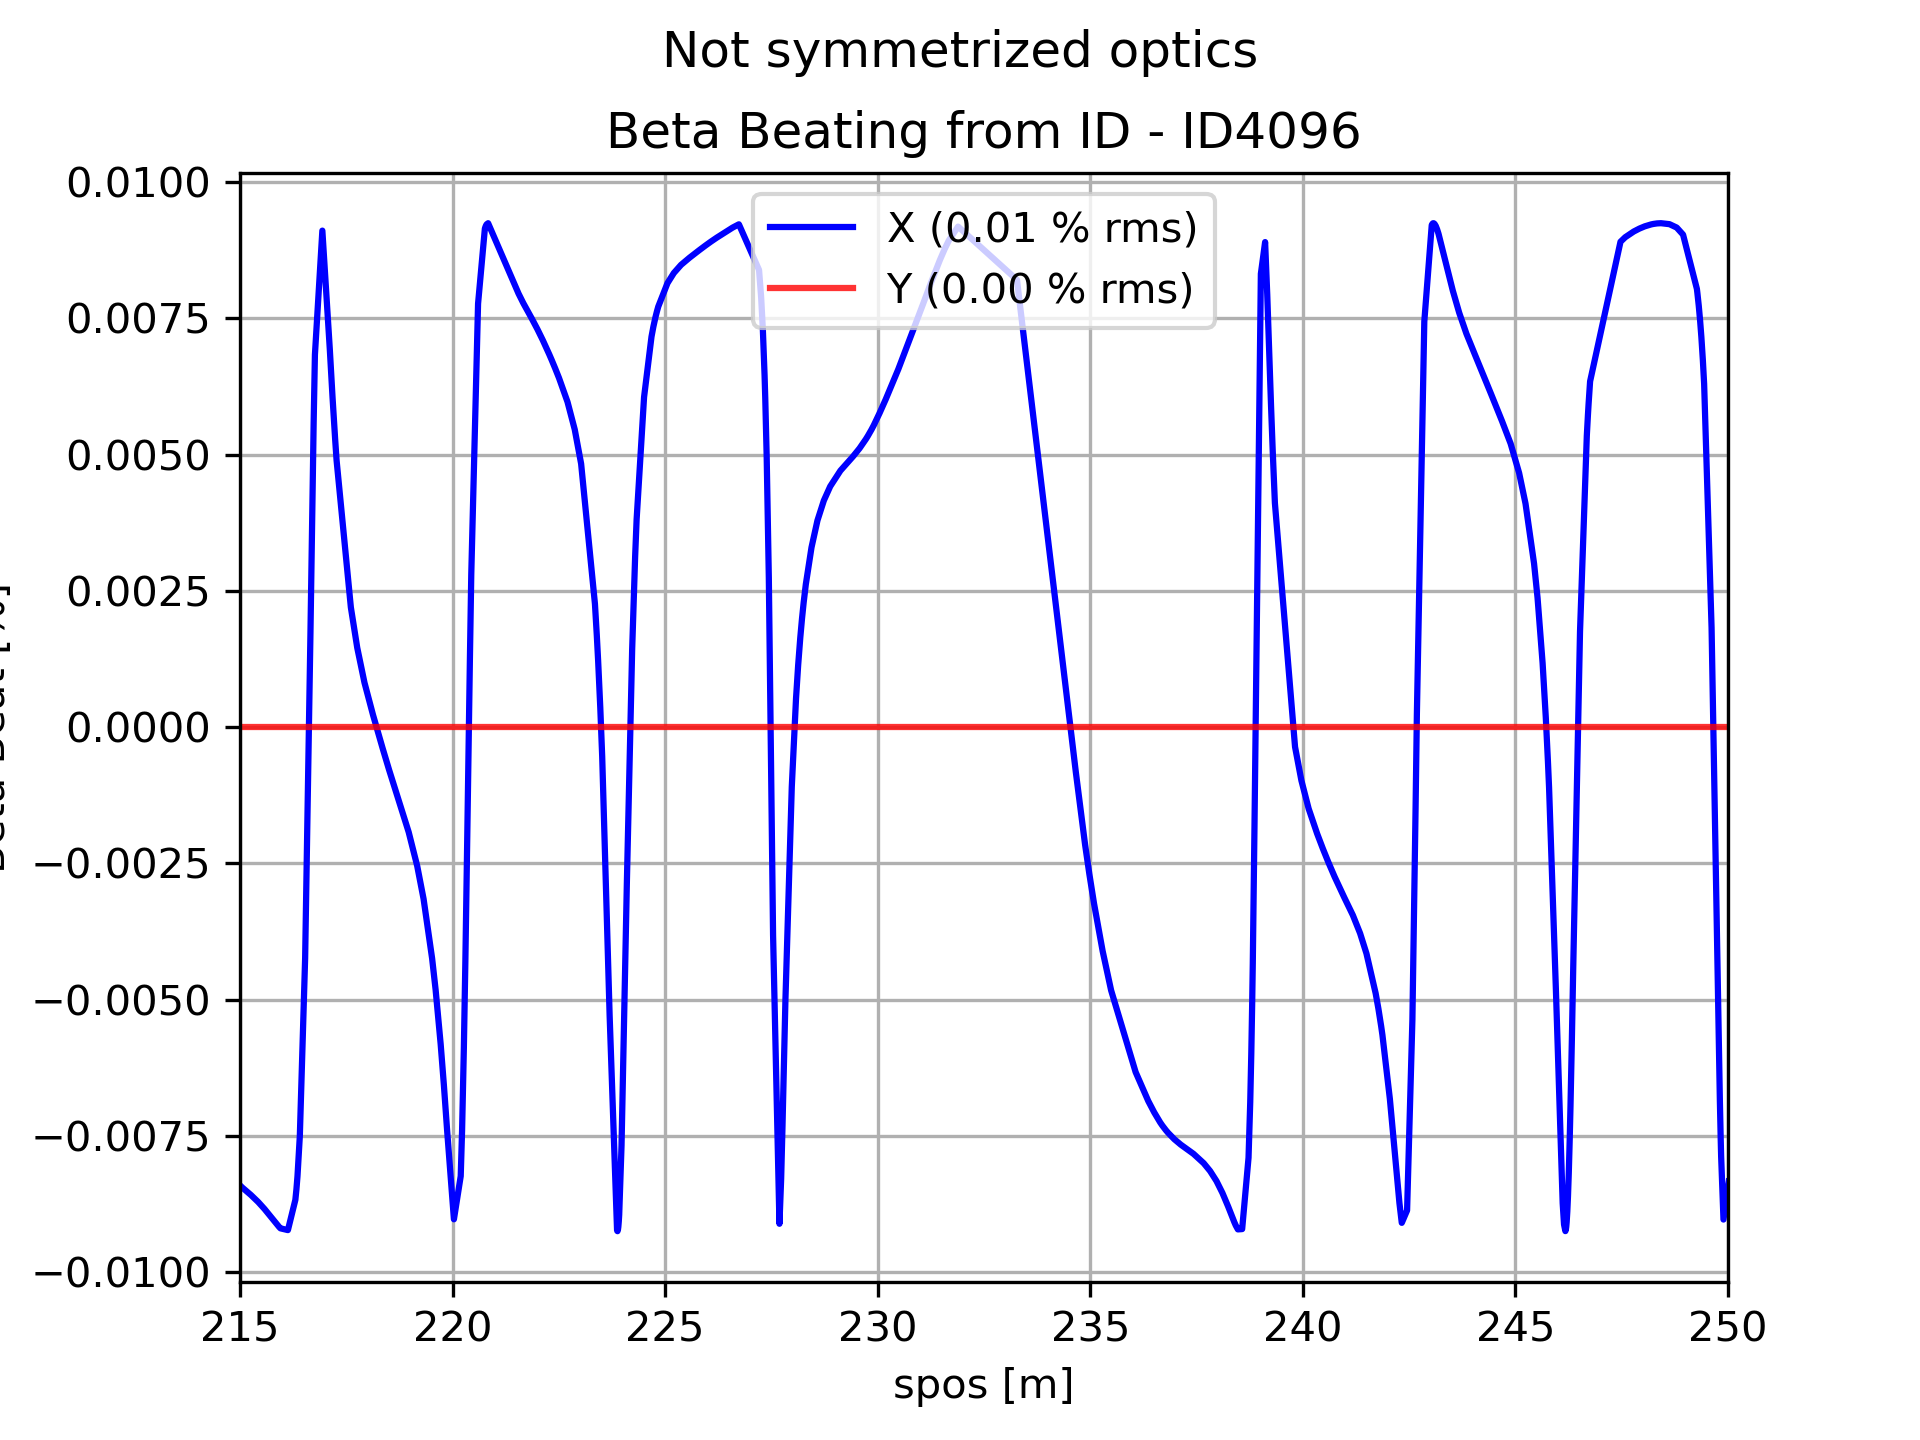 Not symmetrized optics
Beta Beating from ID - ID4096
X (0.01 % rms)
Y (0.00 % rms)
0.0100
0.0075
0.0050
0.0025
0.0000
−0.0025
−0.0050
−0.0075
−0.0100
215 220 225 230 235 240 245 250
spos [m]